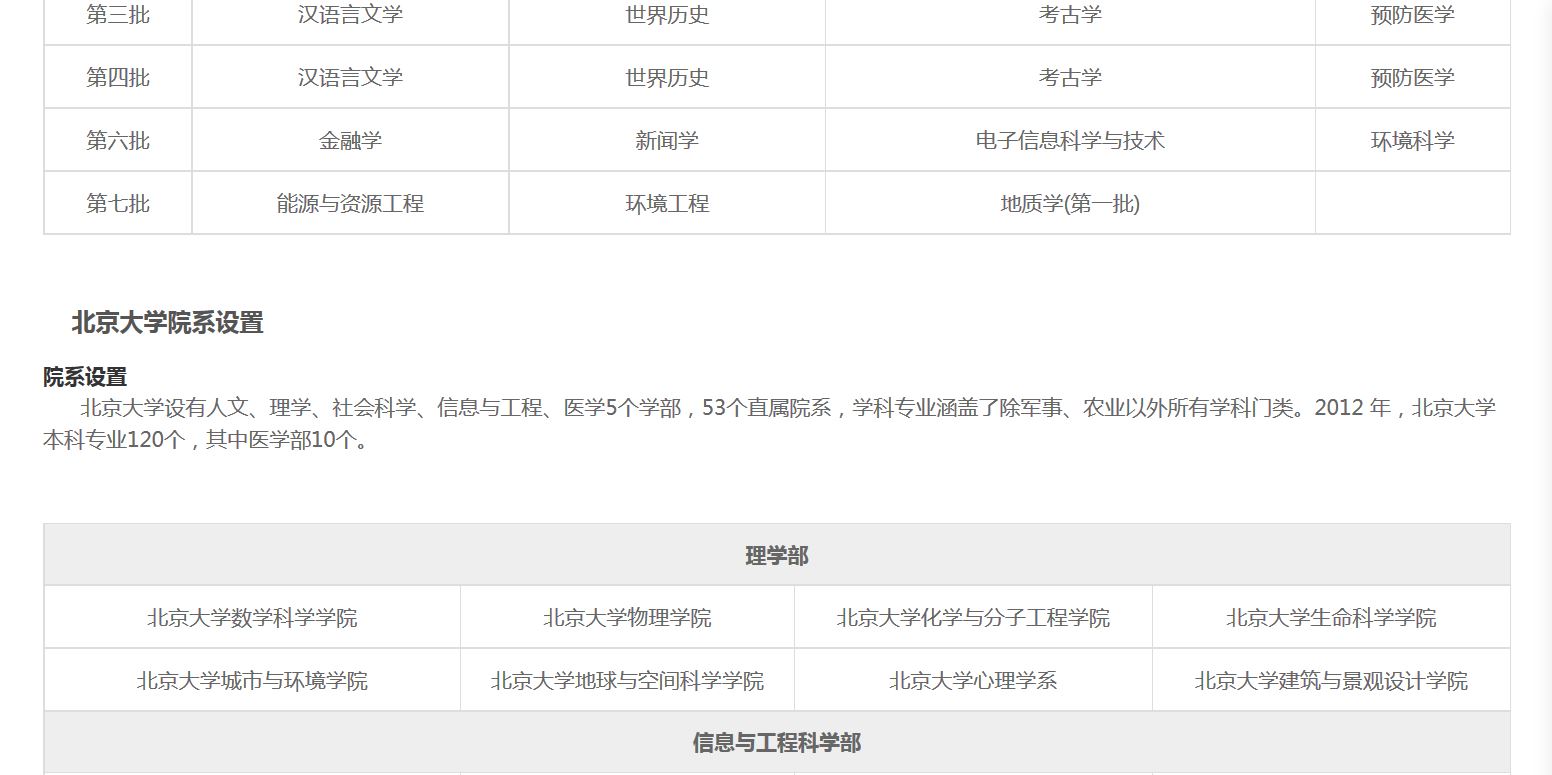 第三批 汉语言文学 世界历史 考古学 预防医学
第四批 汉语言文学 世界历史 考古学 预防医学
第六批 金融学 新闻学 电子信息科学与技术 环境科学
第七批 能源与资源工程 环境工程 地质学(第一批)
北京大学院系设置
院系设置
北京大学设有人文、理学、社会科学、信息与工程、医学5个学部，53个直属院系，学科专业涵盖了除军事、农业以外所有学科门类。2012 年，北京大学
本科专业120个，其中医学部10个。
理学部
北京大学数学科学学院 北京大学物理学院 北京大学化学与分子工程学院 北京大学生命科学学院
北京大学城市与环境学院 北京大学地球与空间科学学院 北京大学心理学系 北京大学建筑与景观设计学院
信息与工程科学部